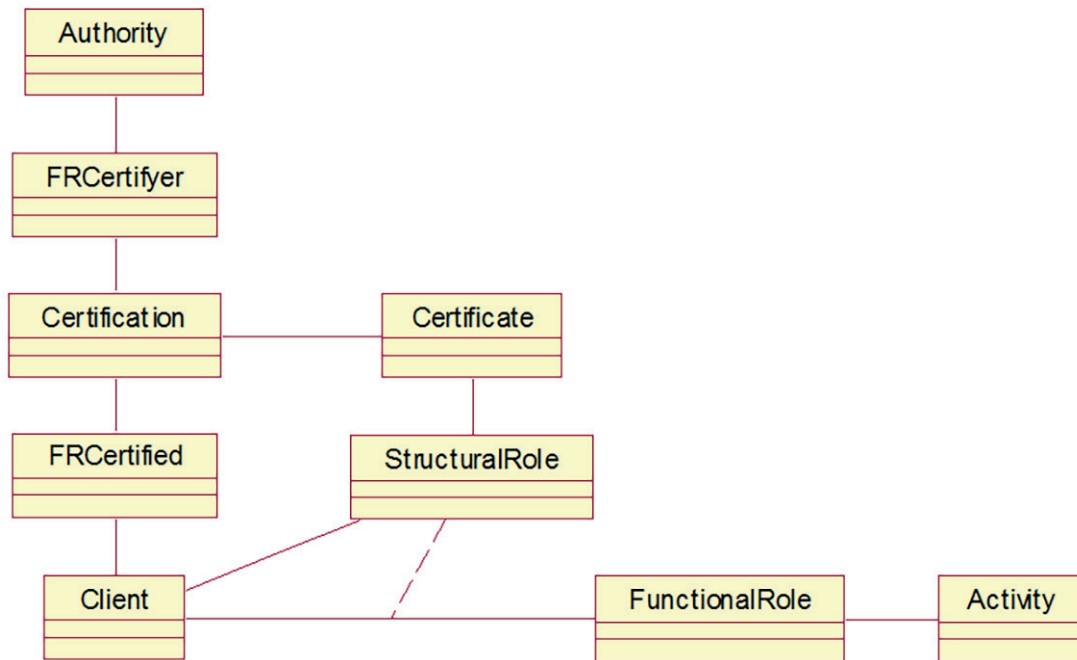 Authority
FRCertifyer
Certification
Certificate
FRCertified
StructuralRole
Client
FunctionalRole
Activity